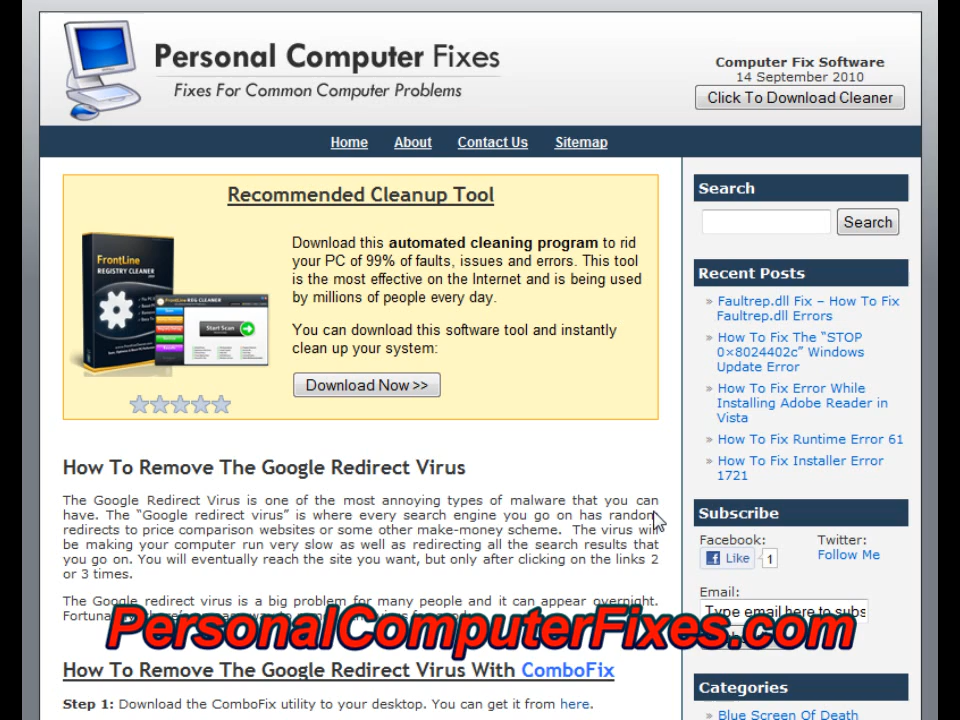 Personal Computer Fixes
Fixes For Common Computer Problems
Computer Fix Software
14 September 2010
Click To Download Cleaner
Home About Contact Us Sitemap
Recommended Cleanup Tool
FrontLine
REGISTRY CLEANER
Start Scan
Download this automated cleaning program to rid
your PC of 99% of faults, issues and errors. This tool
is the most effective on the Internet and is being used
by millions of people every day.
You can download this software tool and instantly
clean up your system:
Download Now >>
How To Remove The Google Redirect Virus
The Google Redirect Virus is one of the most annoying types of malware that you can
have. The “Google redirect virus” is where every search engine you go on has random
redirects to price comparison websites or some other make-money scheme. The virus will
be making your computer run very slow as well as redirecting all the search results that
you go on. You will eventually reach the site you want, but only after clicking on the links 2
or 3 times.
The Google redirect virus is a big problem for many people and it can appear overnight.
PersonalComputerFixes.com
How To Remove The Google Redirect Virus With ComboFix
Step 1: Download the ComboFix utility to your desktop. You can get it from here.
Search
Search
Recent Posts
» Faultrep.dll Fix – How To Fix
Faultrep.dll Errors
» How To Fix The “STOP
0×8024402c” Windows
Update Error
» How To Fix Error While
Installing Adobe Reader in
Vista
» How To Fix Runtime Error 61
» How To Fix Installer Error
1721
Subscribe
Facebook: Twitter:
Like 1 Follow Me
Email:
Type email here to subs
Categories
» Blue Screen Of Death